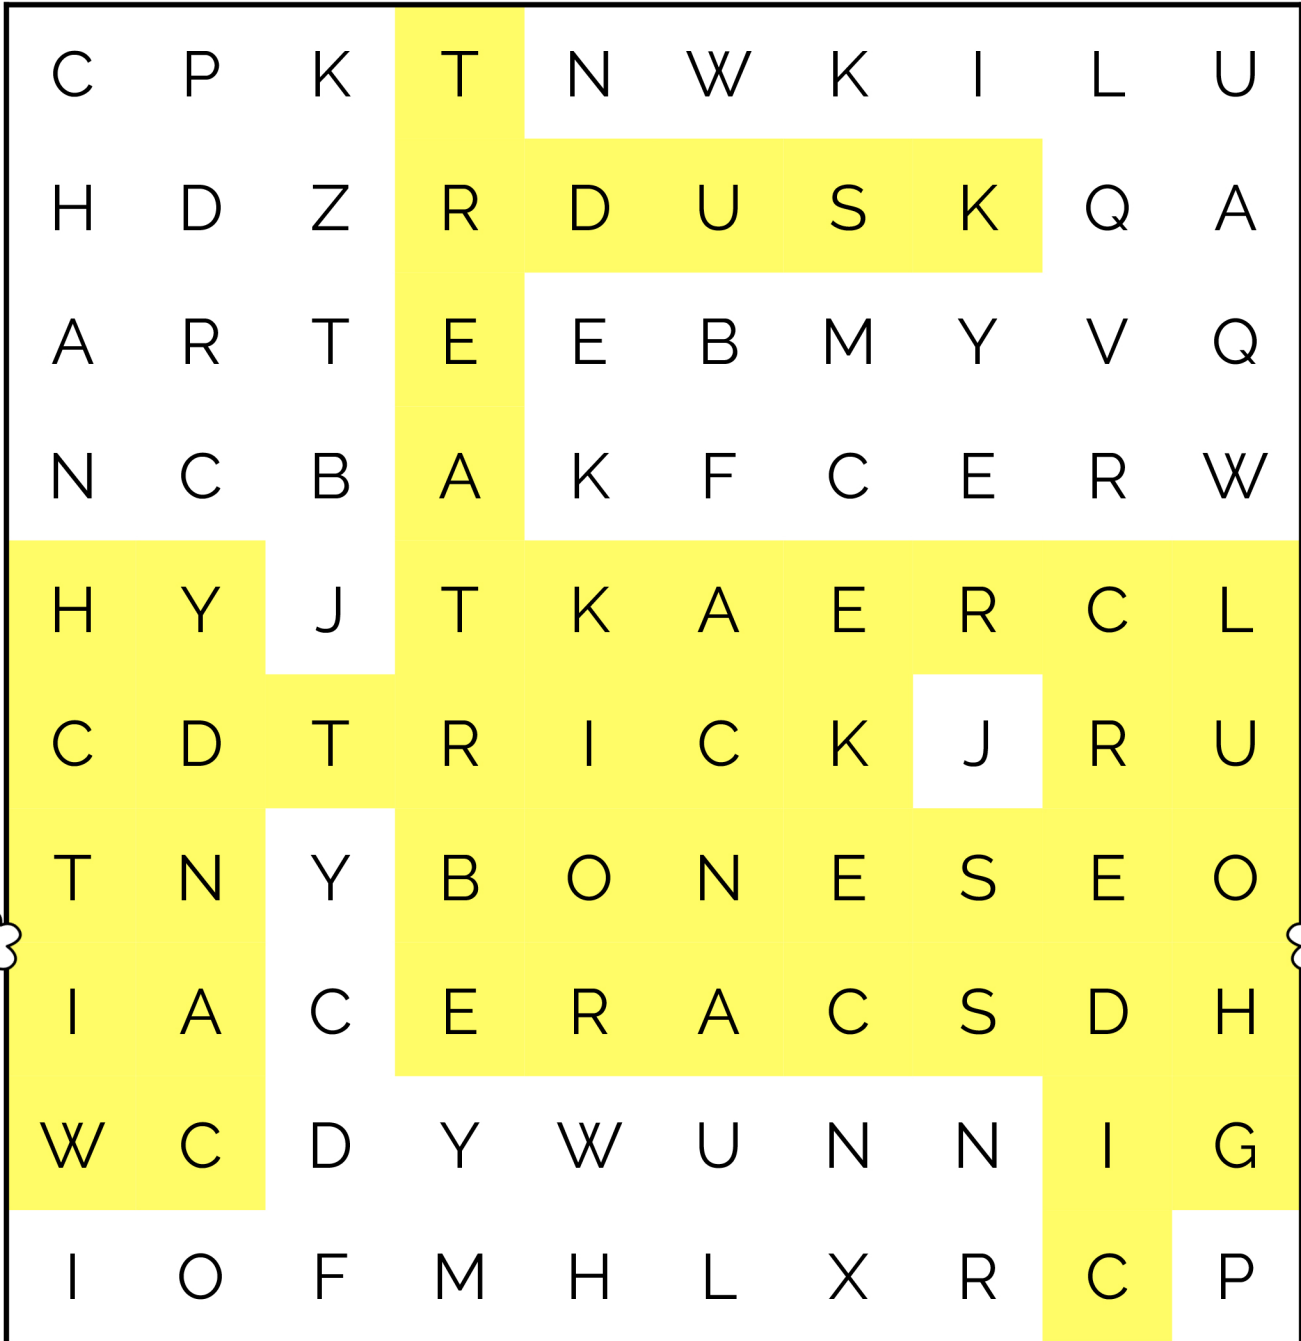 C P K T N W K I L U
H D Z R D U S K Q A
A R T E E B M Y V Q
N C B A K F C E R W
H Y J T K A E R C L
C D T R I C K J R U
T N Y B O N E S E O
I A C E R A C S D H
W C D Y W U N N I G
I O F M H L X R C P